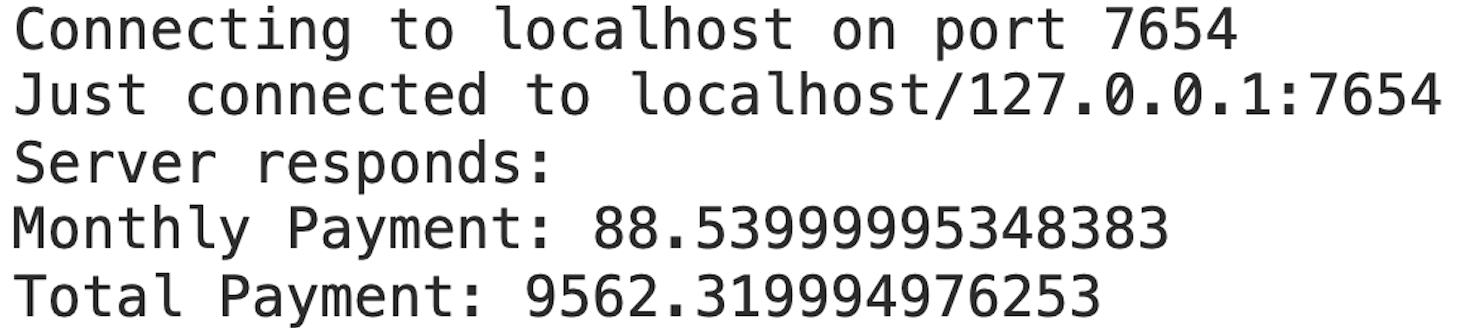 Connecting to localhost on port 7654
Just connected to localhost/127.0.0.1:7654
Server responds:
Monthly Payment: 88.53999995348383
Total Payment: 9562.319994976253